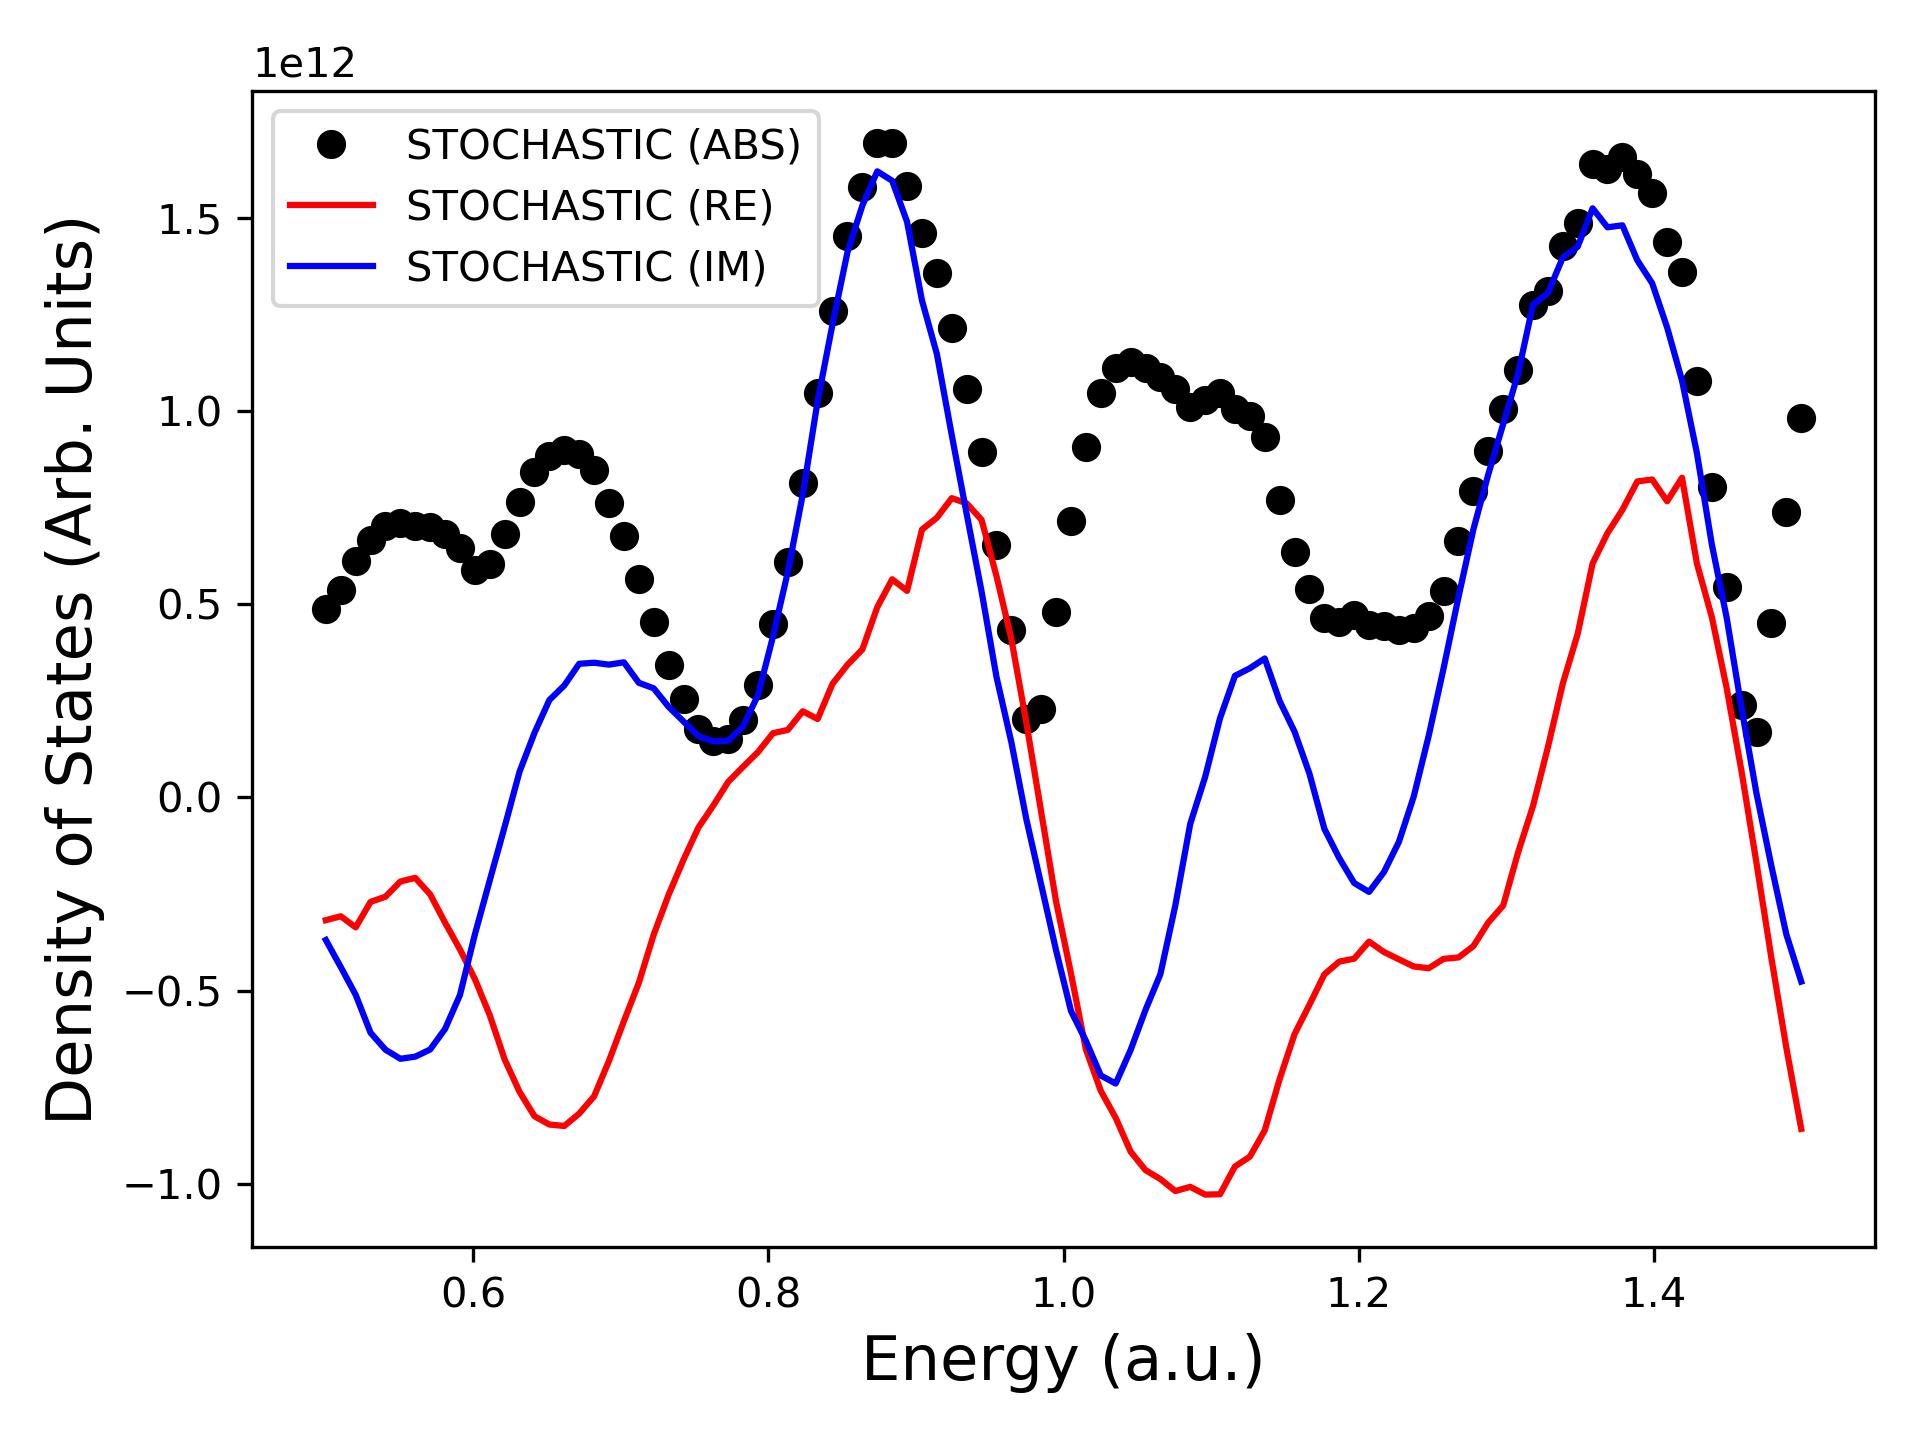 1e12
STOCHASTIC (ABS)
STOCHASTIC (RE)
STOCHASTIC (IM)
Density of States (Arb. Units)
1.5
1.0
0.5
0.0
−0.5
−1.0
0.6 0.8 1.0 1.2 1.4
Energy (a.u.)